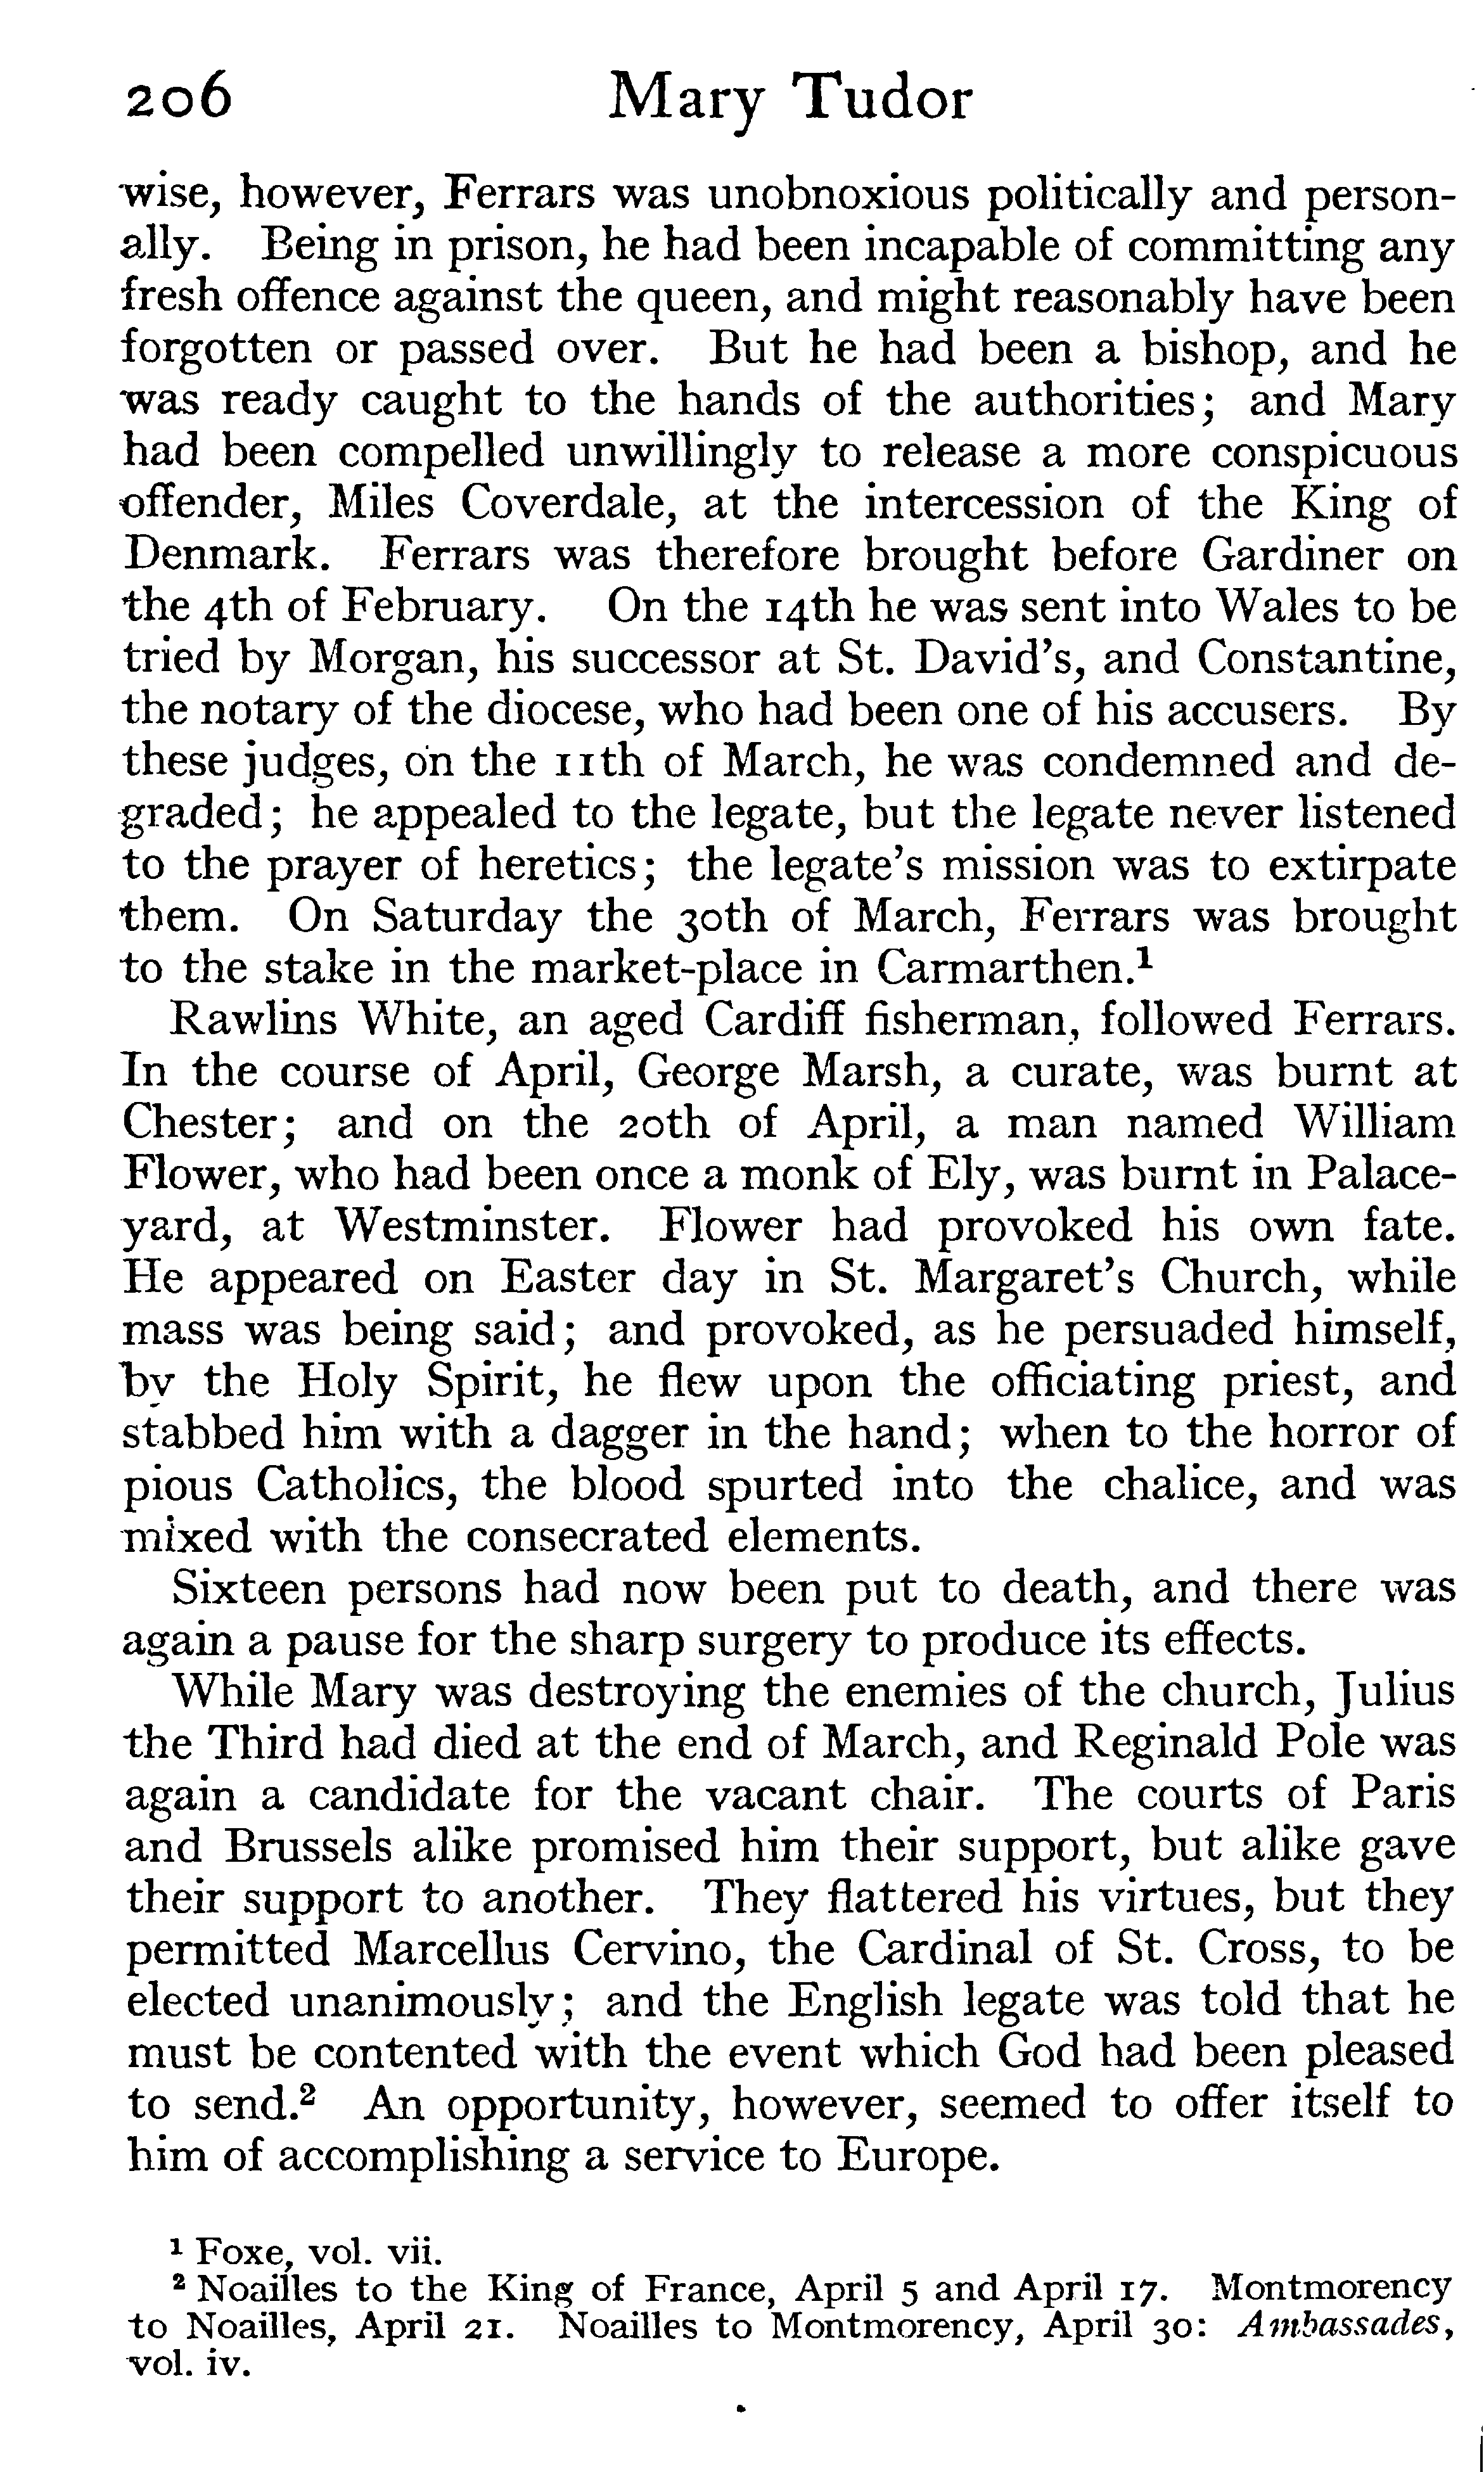 206 Mary Tudor
wise, however, Ferrars was unobnoxious politically and person-
ally. Being in prison, he had been incapable of committing any
fresh offence against the queen, and might reasonably have been
forgotten or passed over. But he had been a bishop, and he
was ready caught to the hands of the authorities; and Mary
had been compelled unwillingly to release a more conspicuous
offender, Miles Coverdale, at the intercession of the King of
Denmark. Ferrars was therefore brought before Gardiner on
the 4th of February. On the 14th he was sent into Wales to be
tried by Morgan, his successor at St. David's, and Constantine,
the notary of the diocese, who had been one of his accusers. By
these judges, on the 11th of March, he was condemned and de-
graded; he appealed to the legate, but the legate never listened
to the prayer of heretics; the legate's mission was to extirpate
them. On Saturday the 30th of March, Ferrars was brought
to the stake in the market-place in Carmarthen.¹
Rawlins White, an aged Cardiff fisherman, followed Ferrars.
In the course of April, George Marsh, a curate, was burnt at
Chester; and on the 20th of April, a man named William
Flower, who had been once a monk of Ely, was burnt in Palace-
yard, at Westminster. Flower had provoked his own fate.
He appeared on Easter day in St. Margaret's Church, while
mass was being said; and provoked, as he persuaded himself,
by the Holy Spirit, he flew upon the officiating priest, and
stabbed him with a dagger in the hand; when to the horror of
pious Catholics, the blood spurted into the chalice, and was
mixed with the consecrated elements.
Sixteen persons had now been put to death, and there was
again a pause for the sharp surgery to produce its effects.
While Mary was destroying the enemies of the church, Julius
the Third had died at the end of March, and Reginald Pole was
again a candidate for the vacant chair. The courts of Paris
and Brussels alike promised him their support, but alike gave
their support to another. They flattered his virtues, but they
permitted Marcellus Cervino, the Cardinal of St. Cross, to be
elected unanimously; and the English legate was told that he
must be contented with the event which God had been pleased
to send.² An opportunity, however, seemed to offer itself to
him of accomplishing a service to Europe.
¹ Foxe, vol. vii.
² Noailles to the King of France, April 5 and April 17. Montmorency
to Noailles, April 21. Noailles to Montmorency, April 30: Ambassades,
vol. iv.